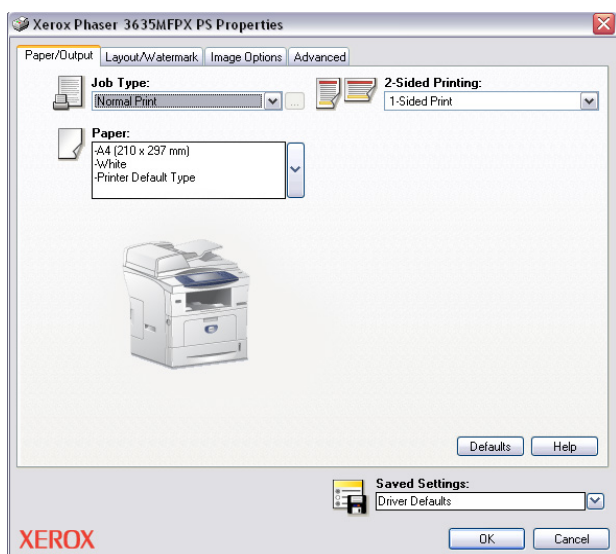 Xerox Phaser 3635MFPX PS Properties
Paper/Output Layout/Watermark Image Options Advanced
Job Type:
Normal Print
...
2-Sided Printing:
1-Sided Print
Paper:
-A4 (210 x 297 mm)
-White
-Printer Default Type
Defaults Help
Saved Settings:
Driver Defaults
XEROX
OK Cancel